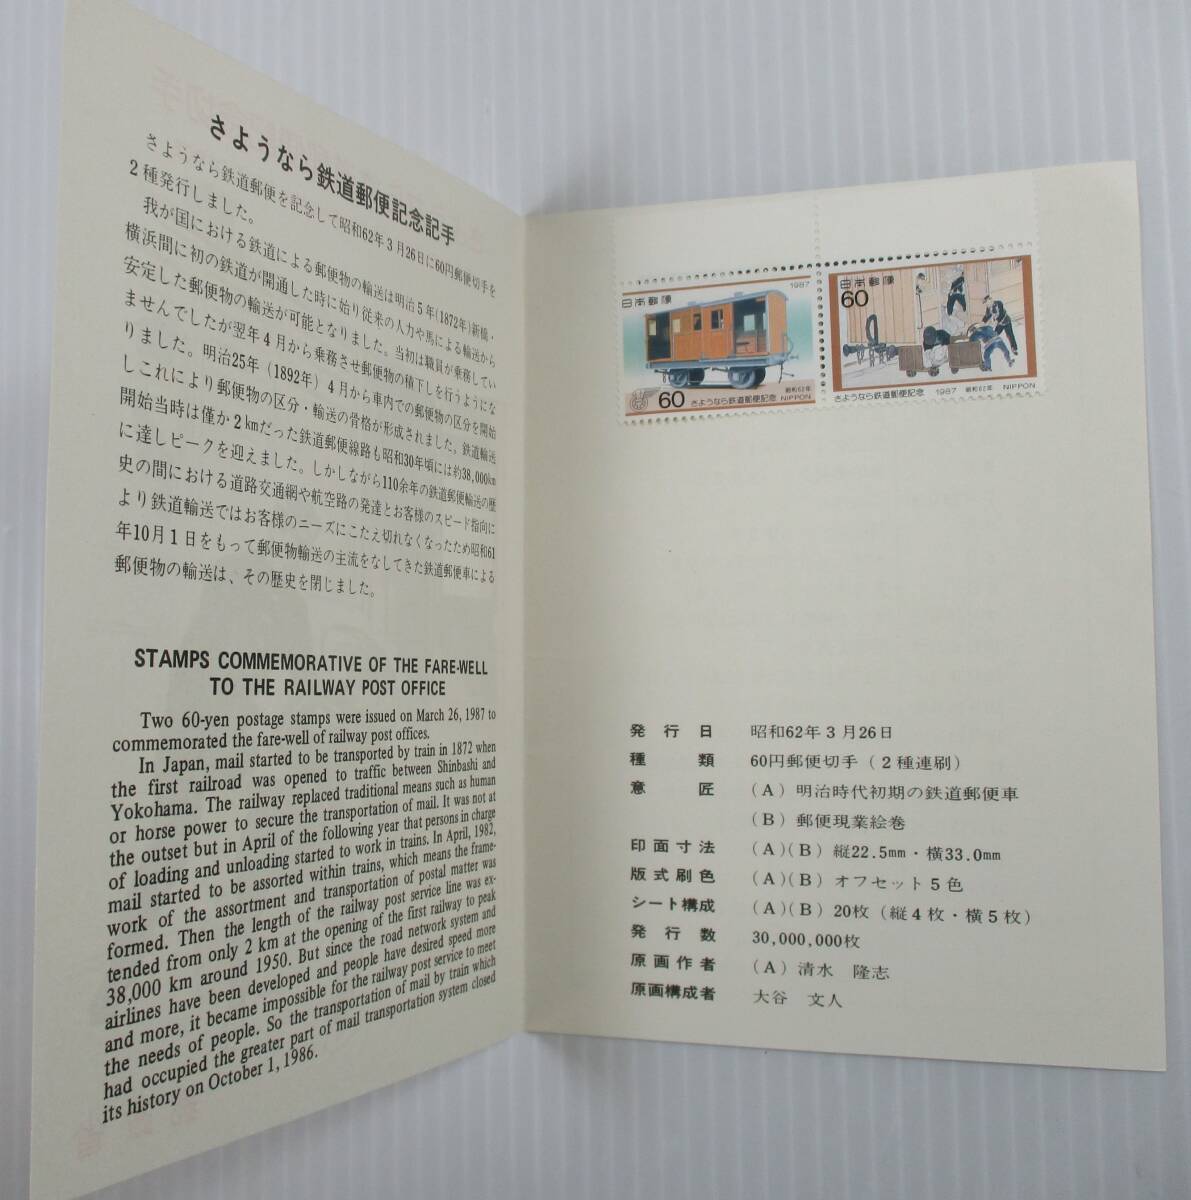 さようなら鉄道郵便記念記手
さようなら鉄道郵便を記念して昭和62年3月26日に60円郵便切手を
2種発行しました。
我が国における鉄道による郵便物の輸送は明治5年(1872年)新橋・
横浜間に初の鉄道が開通した時に始り従来の人力や馬による輸送から
安定した郵便物の輸送が可能となりました。当初は職員が乗務してい
ませんでしたが翌年4月から乗務させ郵便物の積下しを行うようにな
りました。明治25年(1892年)4月から車内での郵便物の区分を開始
しこれにより郵便物の区分・輸送の骨格が形成されました。鉄道輸送
開始当時は僅か2kmだった鉄道郵便線路も昭和30年頃には約38,000km
に達しピークを迎えました。しかしながら110余年の鉄道郵便輸送の歴
史の間における道路交通網や航空路の発達とお客様のスピード指向に
より鉄道輸送ではお客様のニーズにこたえ切れなくなったため昭和61
年10月1日をもって郵便物輸送の主流をなしてきた鉄道郵便車による
郵便物の輸送は、その歴史を閉じました。
STAMPS COMMEMORATIVE OF THE FARE-WELL
TO THE RAILWAY POST OFFICE
Two 60-yen postage stamps were issued on March 26, 1987 to
commemorated the fare-well of railway post offices.
In Japan, mail started to be transported by train in 1872 when
the first railroad was opened to traffic between Shinbashi and
Yokohama. The railway replaced traditional means such as human
or horse power to secure the transportation of mail. It was not at
the outset but in April of the following year that persons in charge
of loading and unloading started to work in trains. In April, 1982,
mail started to be assorted within trains, which means the frame-
work of the assortment and transportation of postal matter was
formed. Then the length of the railway post service line was ex-
tended from only 2 km at the opening of the first railway to peak
38,000 km around 1950. But since the road network system and
airlines have been developed and people have desired speed more
and more, it became impossible for the railway post service to meet
the needs of people. So the transportation of mail by train which
had occupied the greater part of mail transportation system closed
its history on October 1, 1986.
日本郵便 1987
昭和62年
60 さようなら鉄道郵便記念 NIPPON
日本郵便
60
さようなら鉄道郵便記念 1987 昭和62年 NIPPON
発行日 昭和62年3月26日
種類 60円郵便切手(2種連刷)
意匠 (A)明治時代初期の鉄道郵便車
(B)郵便現業絵巻
印面寸法 (A)(B)縦22.5mm・横33.0mm
版式刷色 (A)(B)オフセット5色
シート構成 (A)(B)20枚(縦4枚・横5枚)
発行数 30,000,000枚
原画作者 (A)清水 隆志
原画構成者 大谷 文人